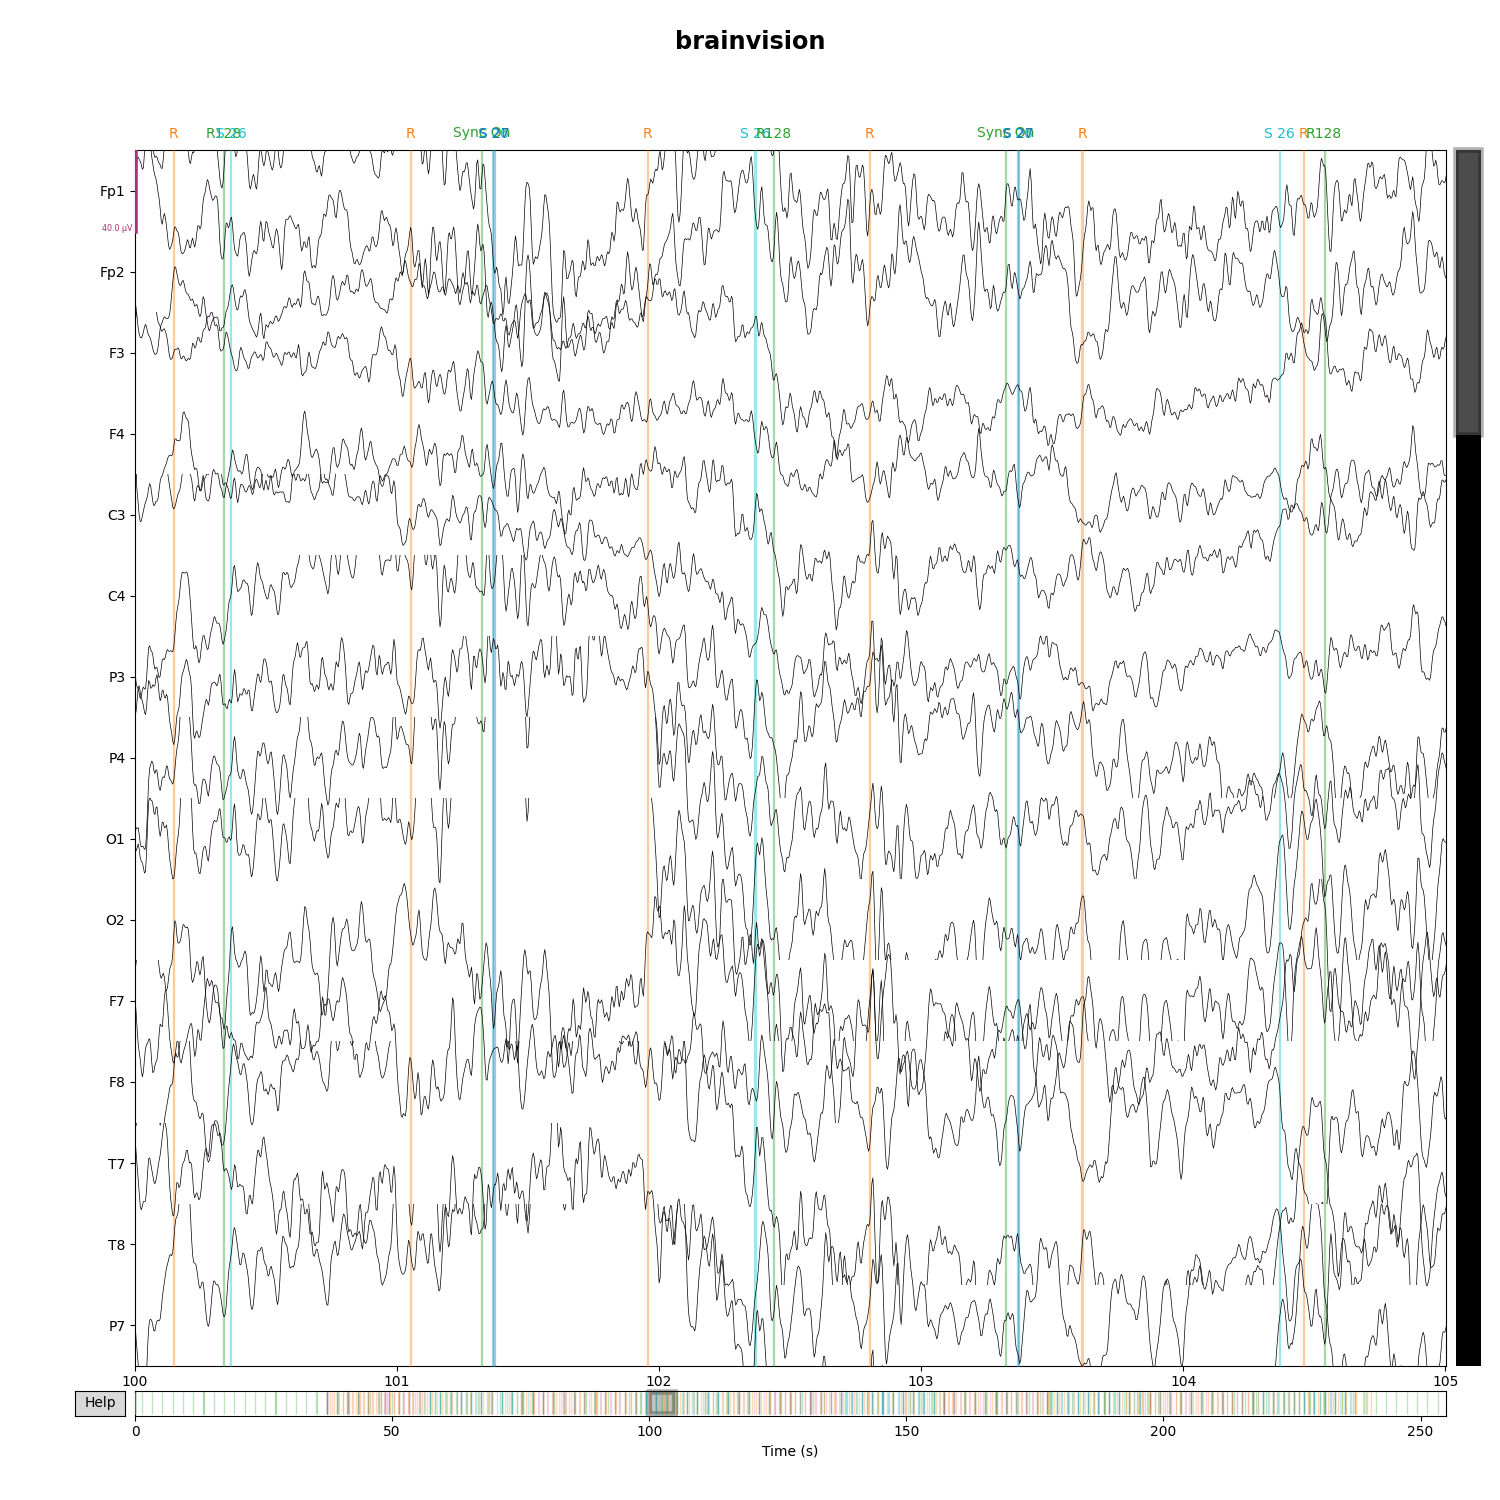 brainvision
R R128 S 26 R Sync On S 27 R S 26 R128 R Sync On S 27 R S 26 R R128
Fp1
40.0 µV
Fp2
F3
F4
C3
C4
P3
P4
O1
O2
F7
F8
T7
T8
P7
100 101 102 103 104 105
Help
0 50 100 150 200 250
Time (s)